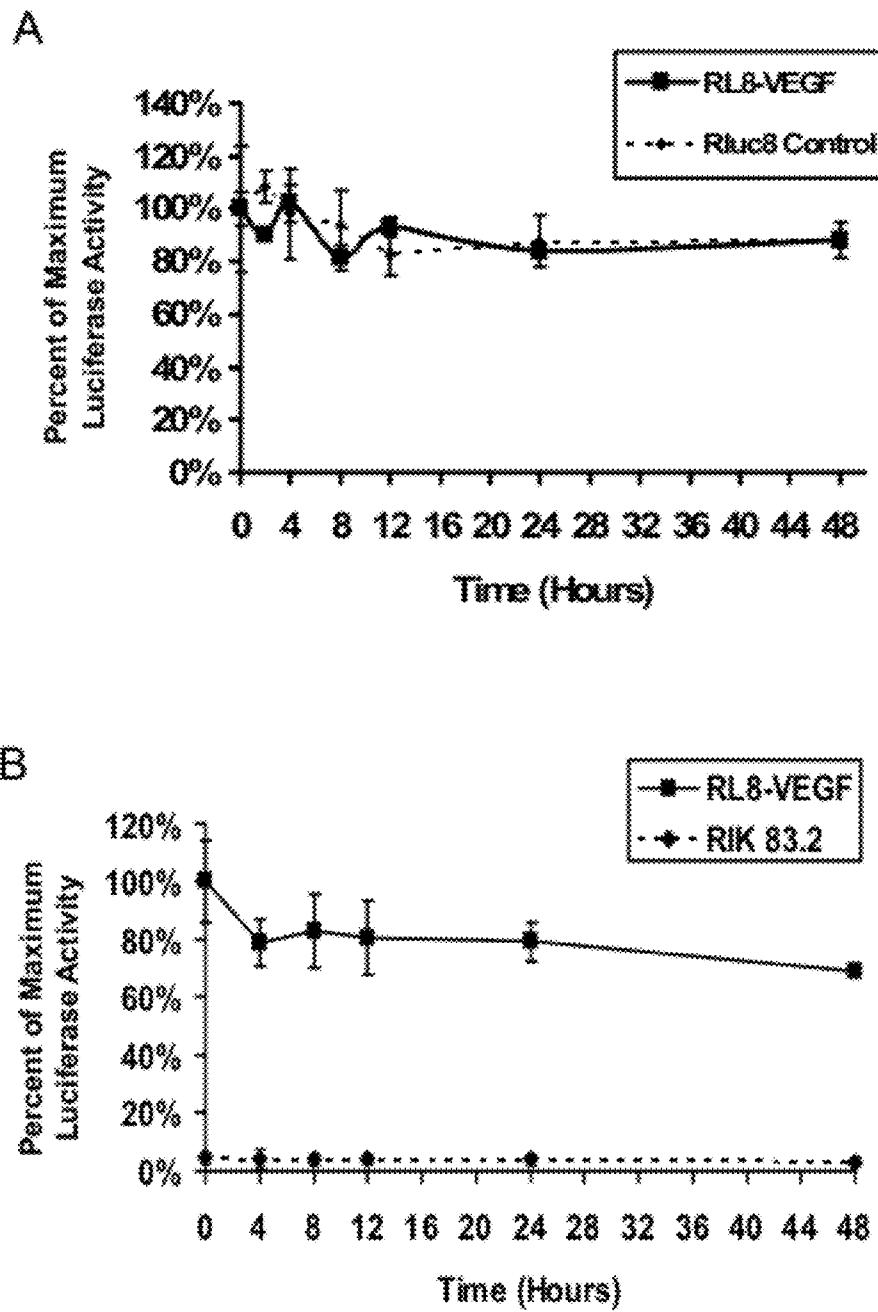 A
RL8-VEGF
Rluc8 Control
140%
120%
100%
80%
60%
40%
20%
0%
Percent of Maximum
Luciferase Activity
0 4 8 12 16 20 24 28 32 36 40 44 48
Time (Hours)
B
RL8-VEGF
RIK 83.2
120%
100%
80%
60%
40%
20%
0%
Percent of Maximum
Luciferase Activity
0 4 8 12 16 20 24 28 32 36 40 44 48
Time (Hours)